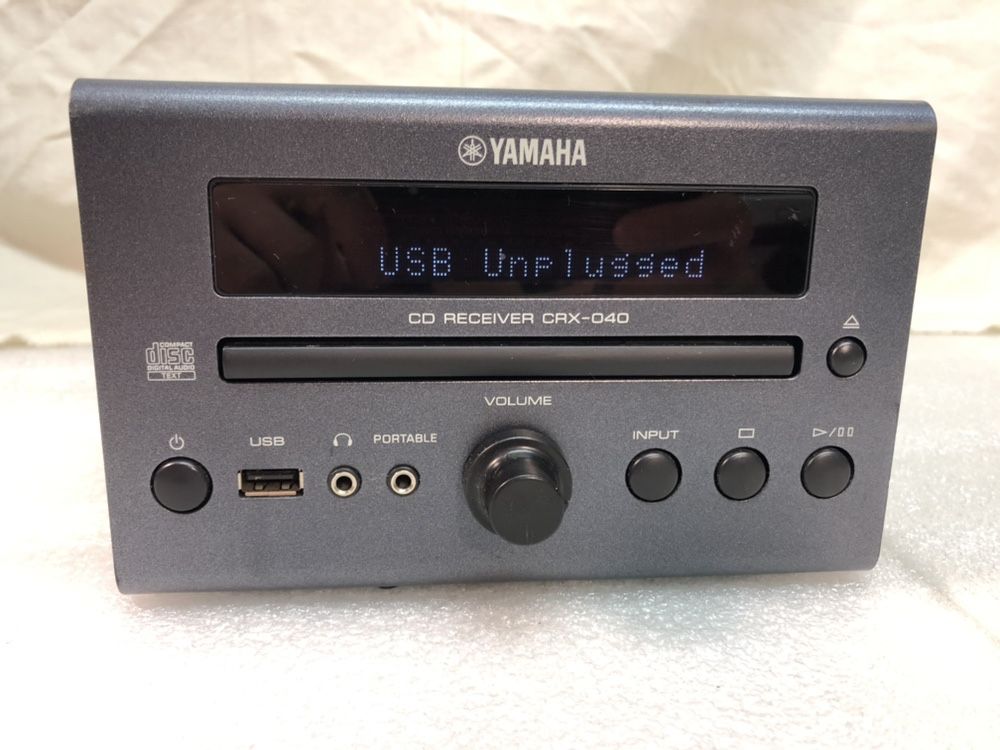 YAMAHA
USB Unplugged
CD RECEIVER CRX-040
COMPACT
disc
DIGITAL AUDIO
TEXT
VOLUME
USB
PORTABLE
INPUT